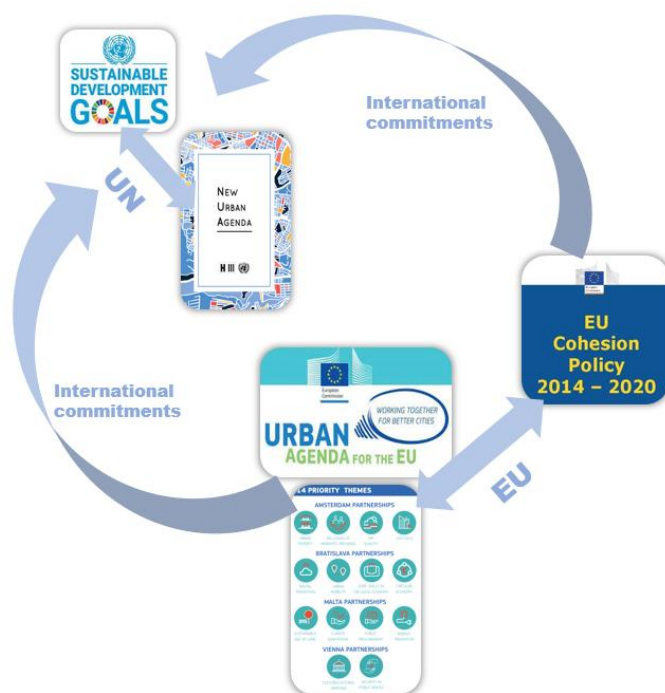 SUSTAINABLE
DEVELOPMENT
GOALS
International
commitments
UN
NEW
URBAN
AGENDA
H III
EU
Cohesion
Policy
2014 – 2020
International
commitments
European
Commission
WORKING TOGETHER
FOR BETTER CITIES
URBAN
AGENDA FOR THE EU
EU
14 PRIORITY THEMES
AMSTERDAM PARTNERSHIPS
BRATISLAVA PARTNERSHIPS
MALTA PARTNERSHIPS
VIENNA PARTNERSHIPS